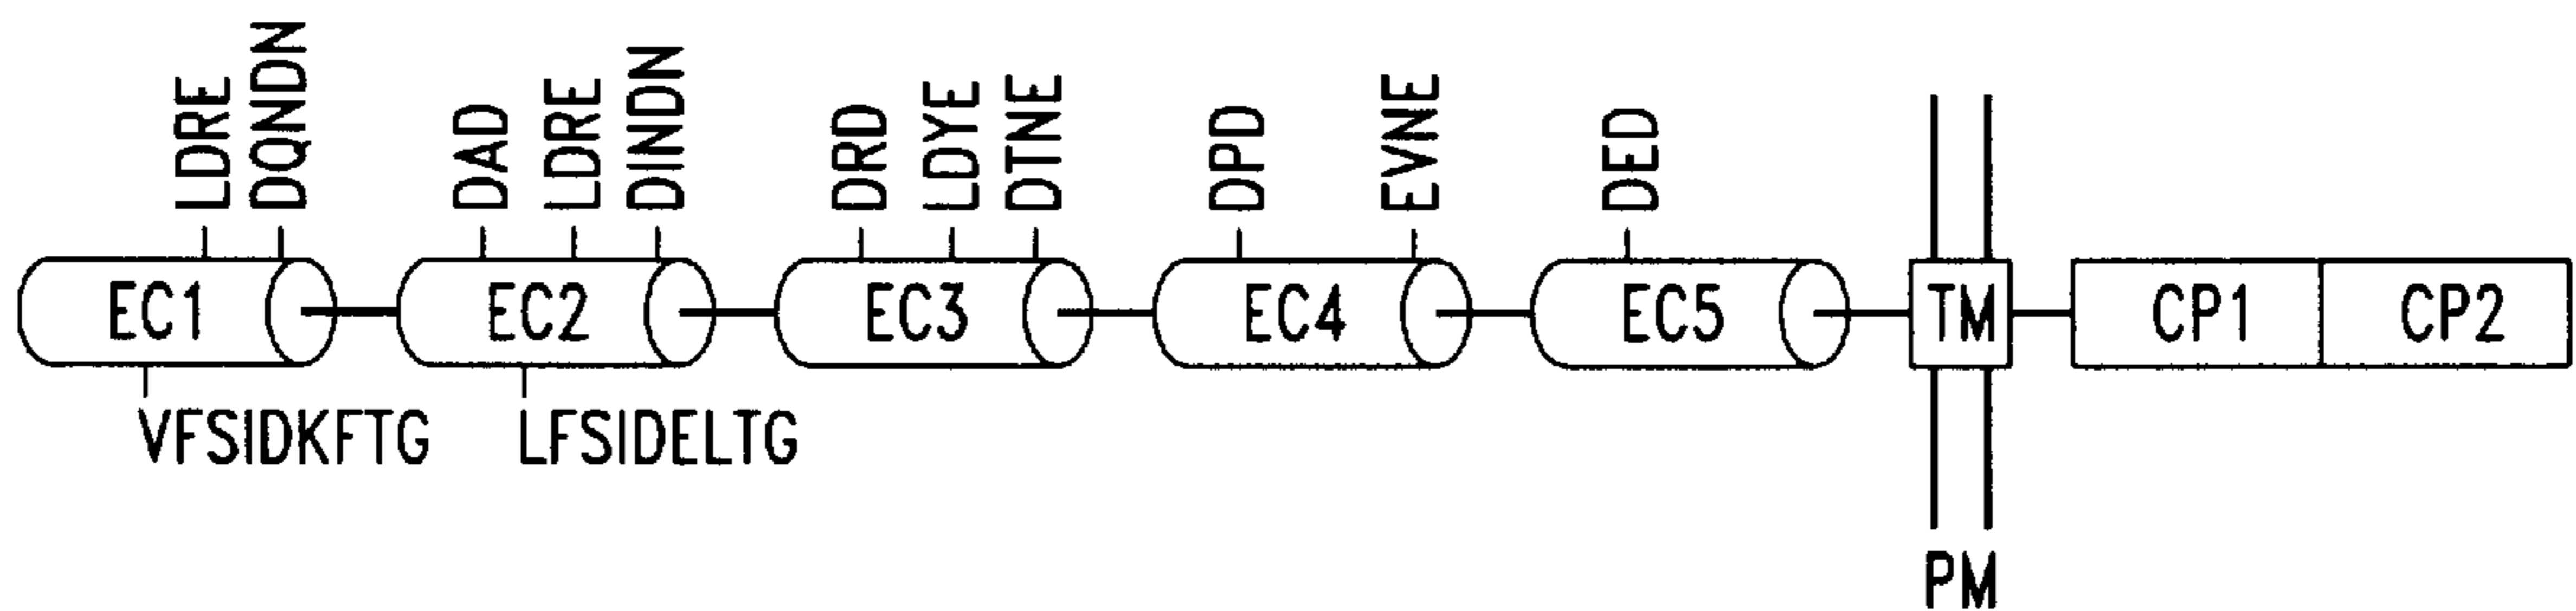 LDRE
DQNDN
DAD
LDRE
DINDN
DRD
LDYE
DTNE
DPD
EVNE
DED
EC1
EC2
EC3
EC4
EC5
TM
CP1
CP2
VFSIDKFTG
LFSIDELTG
PM